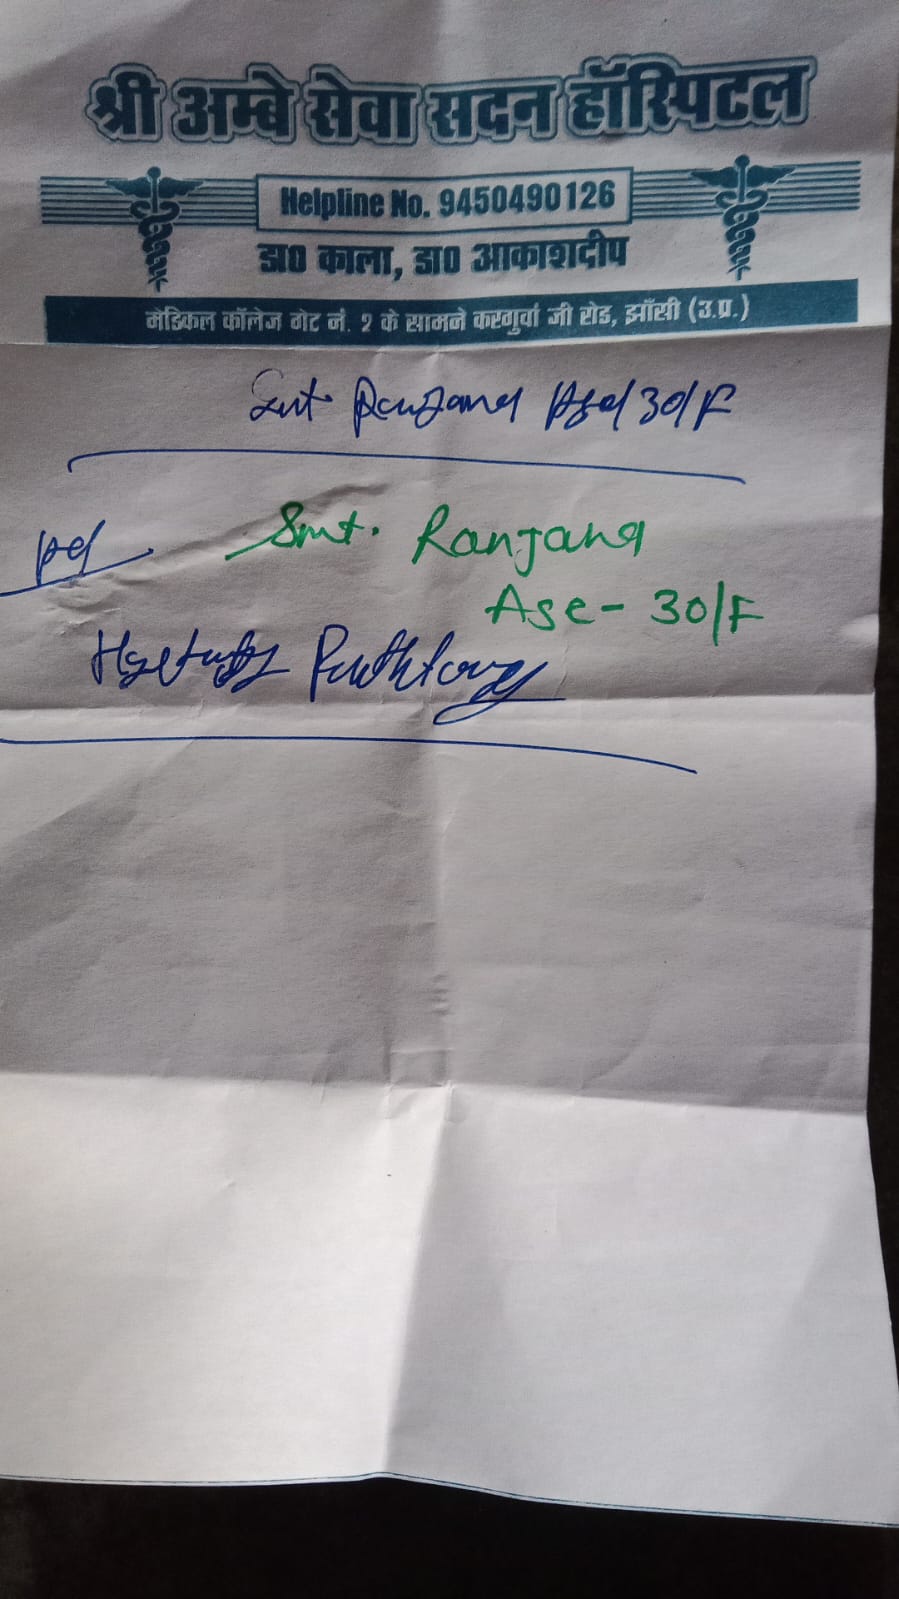 श्री अम्बे सेवा सदन हॉस्पिटल
Helpline No. 9450490126
डा० काला, डा० आकाशदीप
मेडिकल कॉलेज गेट नं. 2 के सामने करगुवां जी रोड, झाँसी (उ.प्र.)
Smt. Ranjana Age/30/F
Smt. Ranjana
Age- 30/F